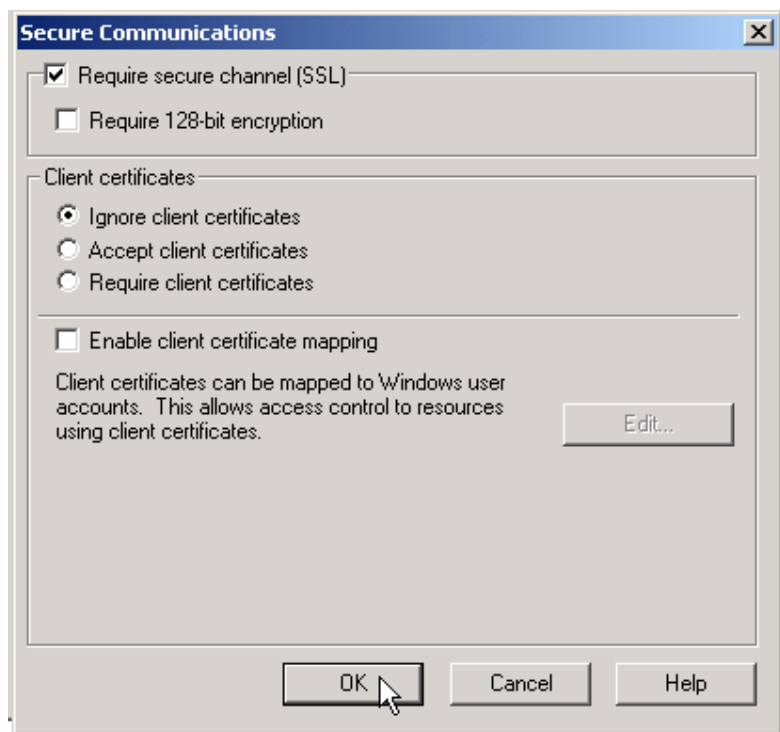 Secure Communications
Require secure channel (SSL)
Require 128-bit encryption
Client certificates
Ignore client certificates
Accept client certificates
Require client certificates
Enable client certificate mapping
Client certificates can be mapped to Windows user
accounts.  This allows access control to resources
using client certificates.
Edit...
OK
Cancel
Help